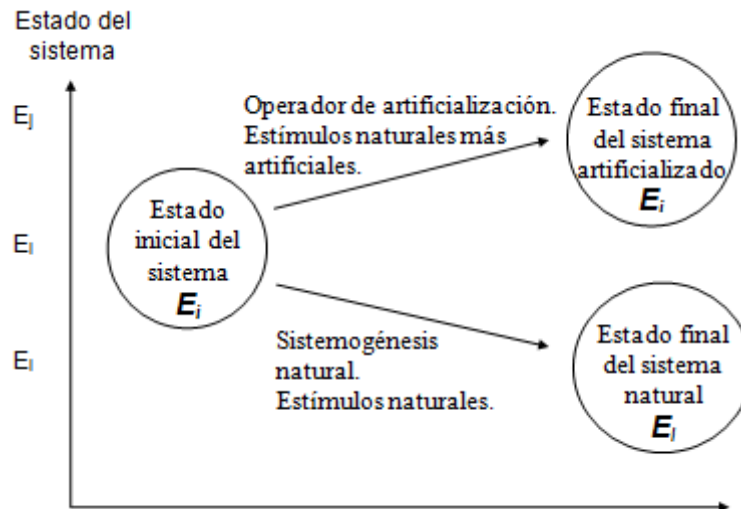 Estado del
sistema
Ej
Operador de artificialización.
Estímulos naturales más
artificiales.
Estado final
del sistema
artificializado
Ei
Estado
inicial del
sistema
Ei
Ei
Sistemogénesis
natural.
Estímulos naturales.
El
Estado final
del sistema
natural
El